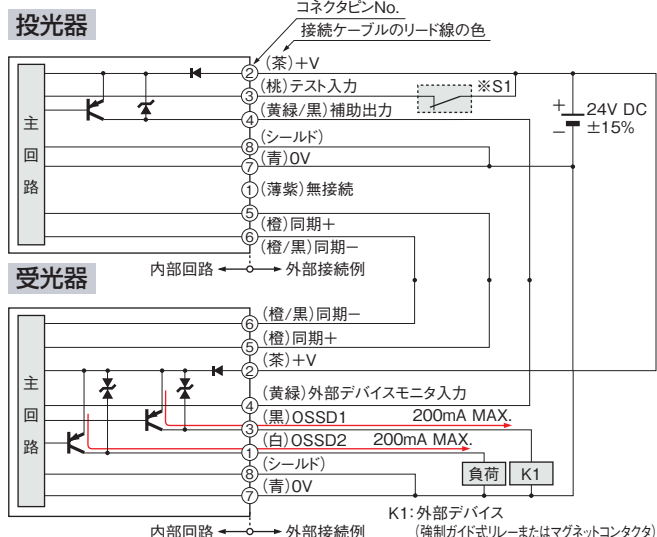 コネクタピンNo.
投光器
接続ケーブルのリード線の色
主回路
② (茶)+V
③ (桃)テスト入力
※S1
④ (黄緑/黒)補助出力
+
−
24V DC
±15%
⑧ (シールド)
⑦ (青)0V
① (薄紫)無接続
⑤ (橙)同期+
⑥ (橙/黒)同期−
内部回路 ← → 外部接続例
受光器
主回路
⑥ (橙/黒)同期−
⑤ (橙)同期+
② (茶)+V
④ (黄緑)外部デバイスモニタ入力
③ (黒)OSSD1 200mA MAX.
① (白)OSSD2 200mA MAX.
⑧ (シールド)
負荷 K1
⑦ (青)0V
K1:外部デバイス
内部回路 ← → 外部接続例
(強制ガイド式リレーまたはマグネットコンタクタ)